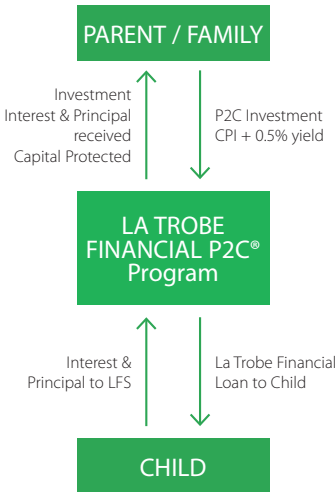 PARENT / FAMILY
Investment
Interest & Principal
received
Capital Protected
P2C Investment
CPI + 0.5% yield
LA TROBE
FINANCIAL P2C®
Program
Interest &
Principal to LFS
La Trobe Financial
Loan to Child
CHILD